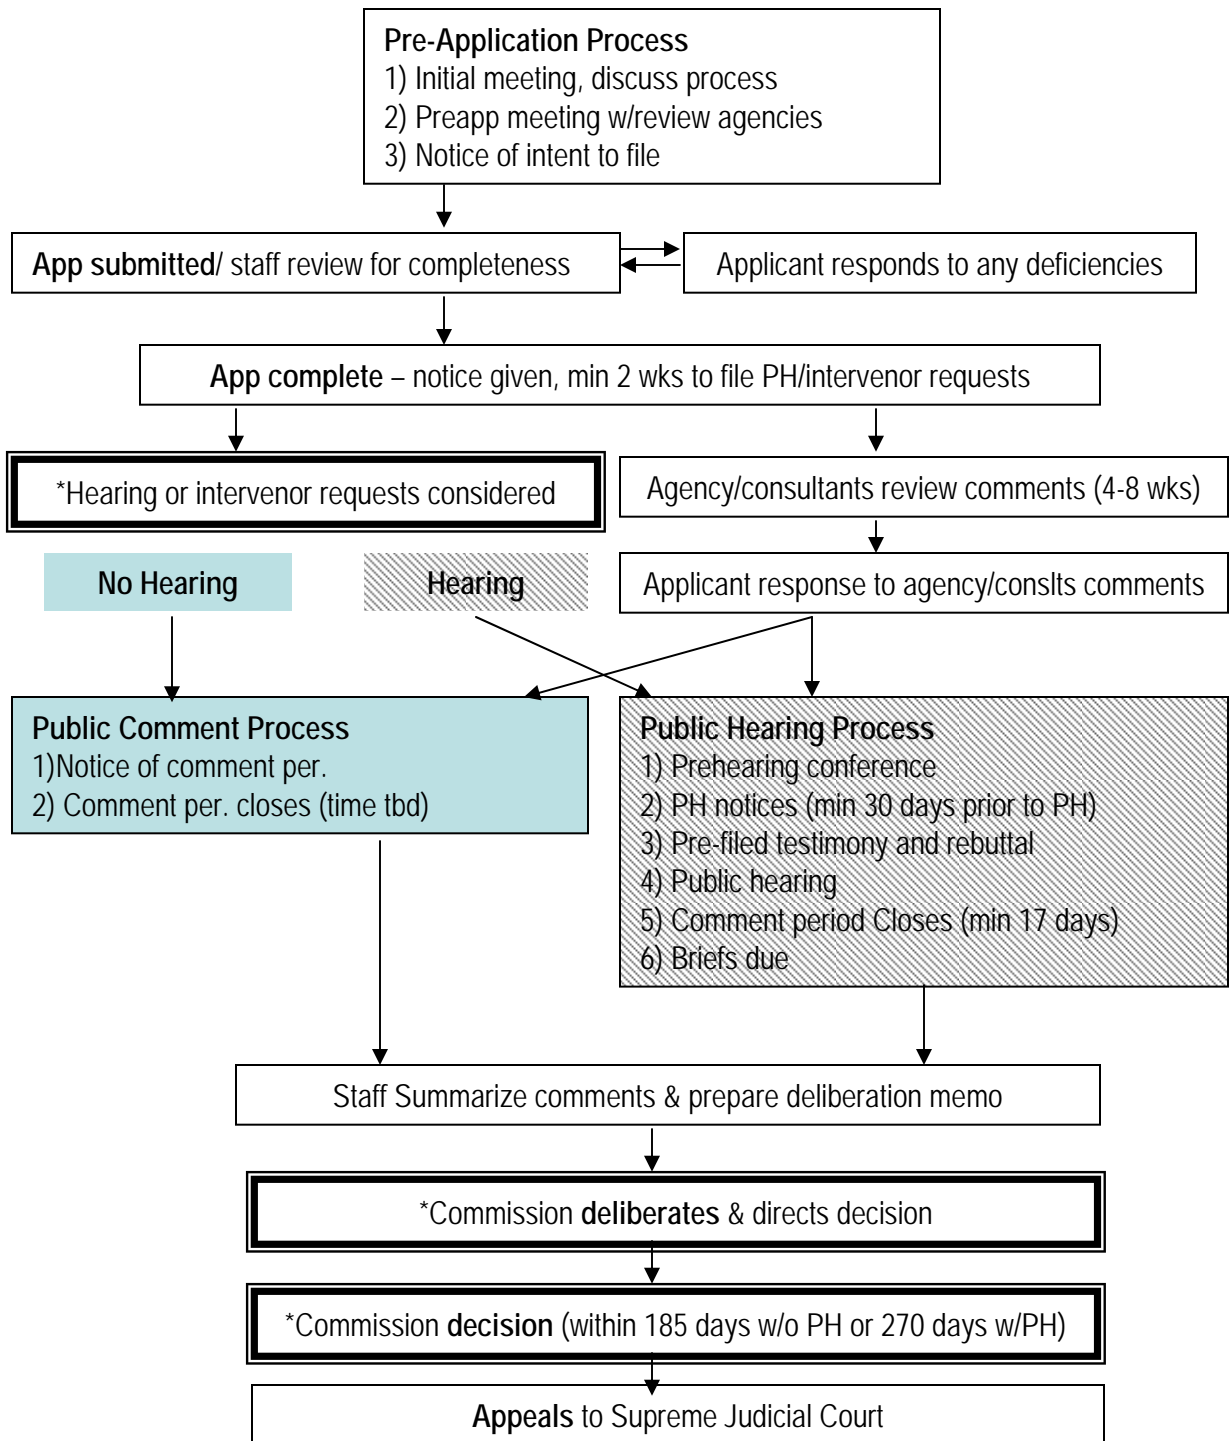 Pre-Application Process
1) Initial meeting, discuss process
2) Preapp meeting w/review agencies
3) Notice of intent to file
App submitted/ staff review for completeness
Applicant responds to any deficiencies
App complete – notice given, min 2 wks to file PH/intervenor requests
*Hearing or intervenor requests considered
Agency/consultants review comments (4-8 wks)
No Hearing
Hearing
Applicant response to agency/conslts comments
Public Comment Process
1)Notice of comment per.
2) Comment per. closes (time tbd)
Public Hearing Process
1) Prehearing conference
2) PH notices (min 30 days prior to PH)
3) Pre-filed testimony and rebuttal
4) Public hearing
5) Comment period Closes (min 17 days)
6) Briefs due
Staff Summarize comments & prepare deliberation memo
*Commission deliberates & directs decision
*Commission decision (within 185 days w/o PH or 270 days w/PH)
Appeals to Supreme Judicial Court